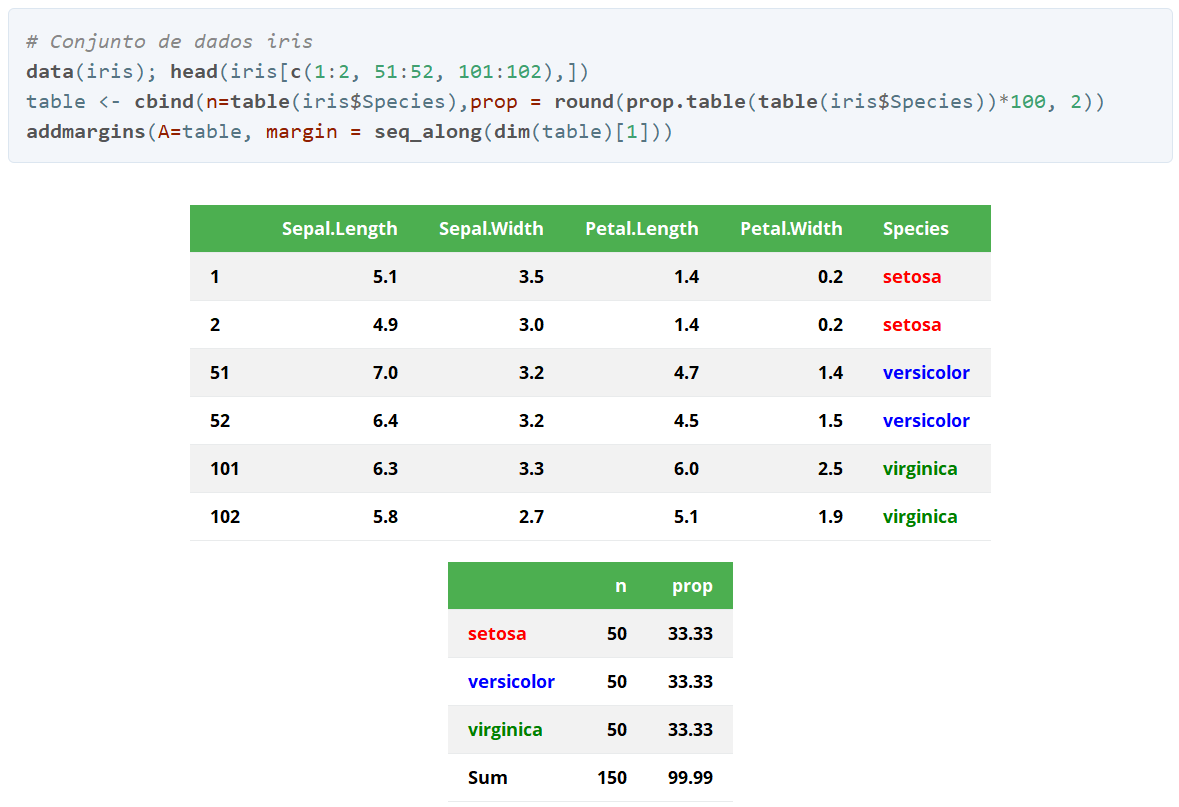 # Conjunto de dados iris
data(iris); head(iris[c(1:2, 51:52, 101:102),])
table <- cbind(n=table(iris$Species),prop = round(prop.table(table(iris$Species))*100, 2))
addmargins(A=table, margin = seq_along(dim(table)[1]))
Sepal.Length Sepal.Width Petal.Length Petal.Width Species
1 5.1 3.5 1.4 0.2 setosa
2 4.9 3.0 1.4 0.2 setosa
51 7.0 3.2 4.7 1.4 versicolor
52 6.4 3.2 4.5 1.5 versicolor
101 6.3 3.3 6.0 2.5 virginica
102 5.8 2.7 5.1 1.9 virginica
n prop
setosa 50 33.33
versicolor 50 33.33
virginica 50 33.33
Sum 150 99.99